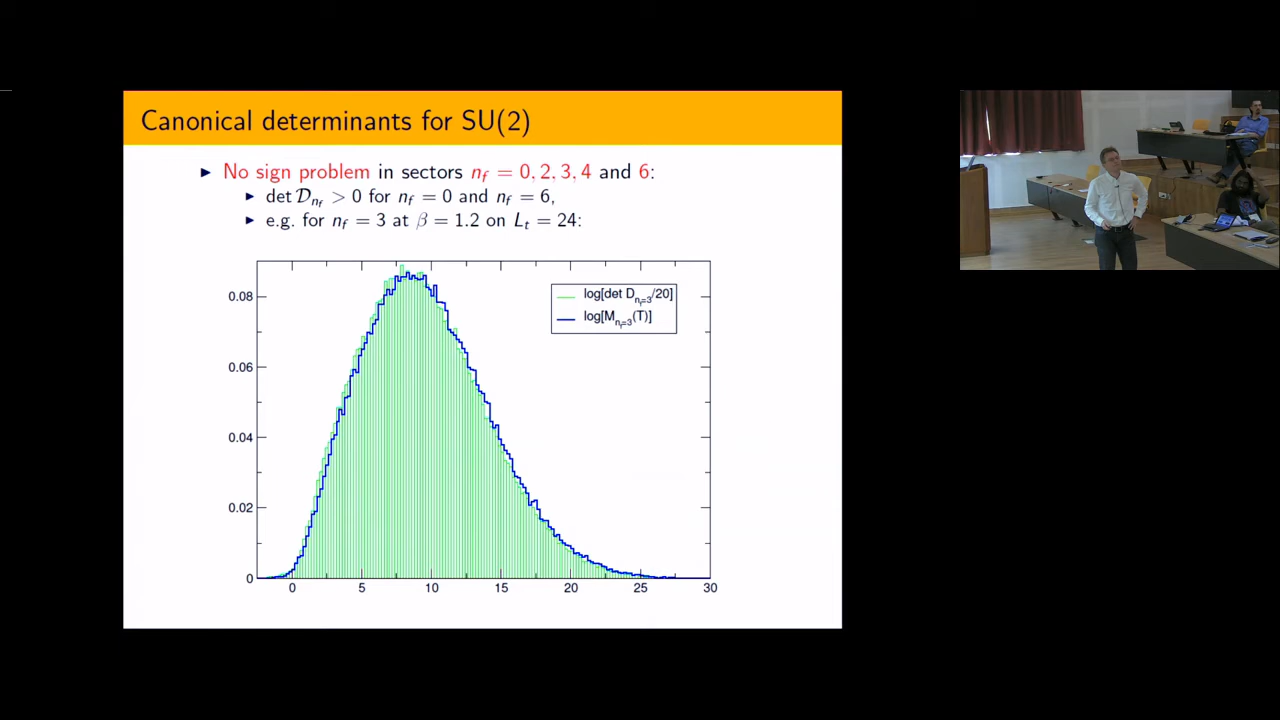 Canonical determinants for SU(2)
▶ No sign problem in sectors n_f = 0, 2, 3, 4 and 6:
▶ det 𝒟_{n_f} > 0 for n_f = 0 and n_f = 6,
▶ e.g. for n_f = 3 at β = 1.2 on L_t = 24:
log[det D_{n_f=3}/20]
log[M_{n_f=3}(T)]
0.08
0.06
0.04
0.02
0
0 5 10 15 20 25 30